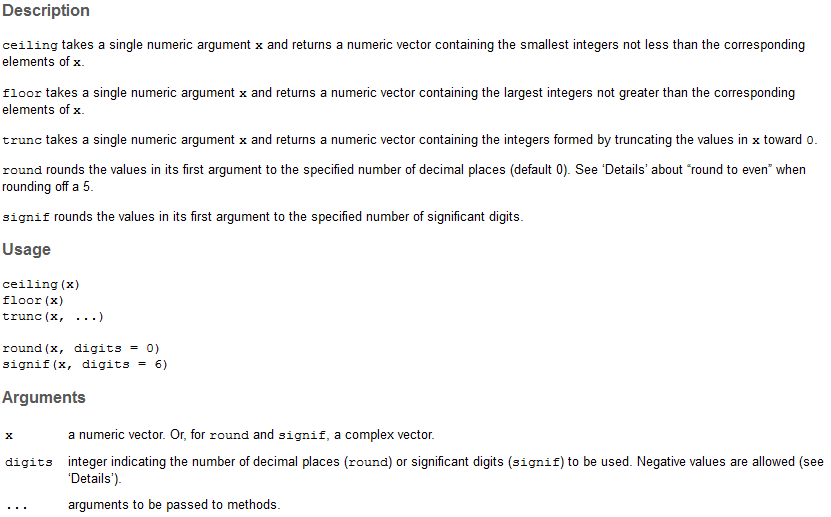 Description
ceiling takes a single numeric argument x and returns a numeric vector containing the smallest integers not less than the corresponding
elements of x.
floor takes a single numeric argument x and returns a numeric vector containing the largest integers not greater than the corresponding
elements of x.
trunc takes a single numeric argument x and returns a numeric vector containing the integers formed by truncating the values in x toward 0.
round rounds the values in its first argument to the specified number of decimal places (default 0). See ‘Details’ about “round to even” when
rounding off a 5.
signif rounds the values in its first argument to the specified number of significant digits.
Usage
ceiling(x)
floor(x)
trunc(x, ...)
round(x, digits = 0)
signif(x, digits = 6)
Arguments
x a numeric vector. Or, for round and signif, a complex vector.
digits integer indicating the number of decimal places (round) or significant digits (signif) to be used. Negative values are allowed (see
‘Details’).
... arguments to be passed to methods.